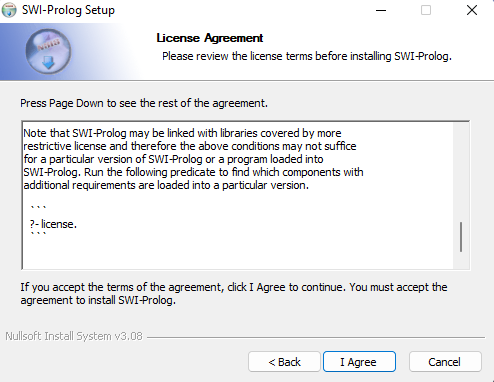 SWI-Prolog Setup
License Agreement
Please review the license terms before installing SWI-Prolog.
Press Page Down to see the rest of the agreement.
Note that SWI-Prolog may be linked with libraries covered by more
restrictive license and therefore the above conditions may not suffice
for a particular version of SWI-Prolog or a program loaded into
SWI-Prolog. Run the following predicate to find which components with
additional requirements are loaded into a particular version.
```
?- license.
```
If you accept the terms of the agreement, click I Agree to continue. You must accept the
agreement to install SWI-Prolog.
Nullsoft Install System v3.08
< Back
I Agree
Cancel